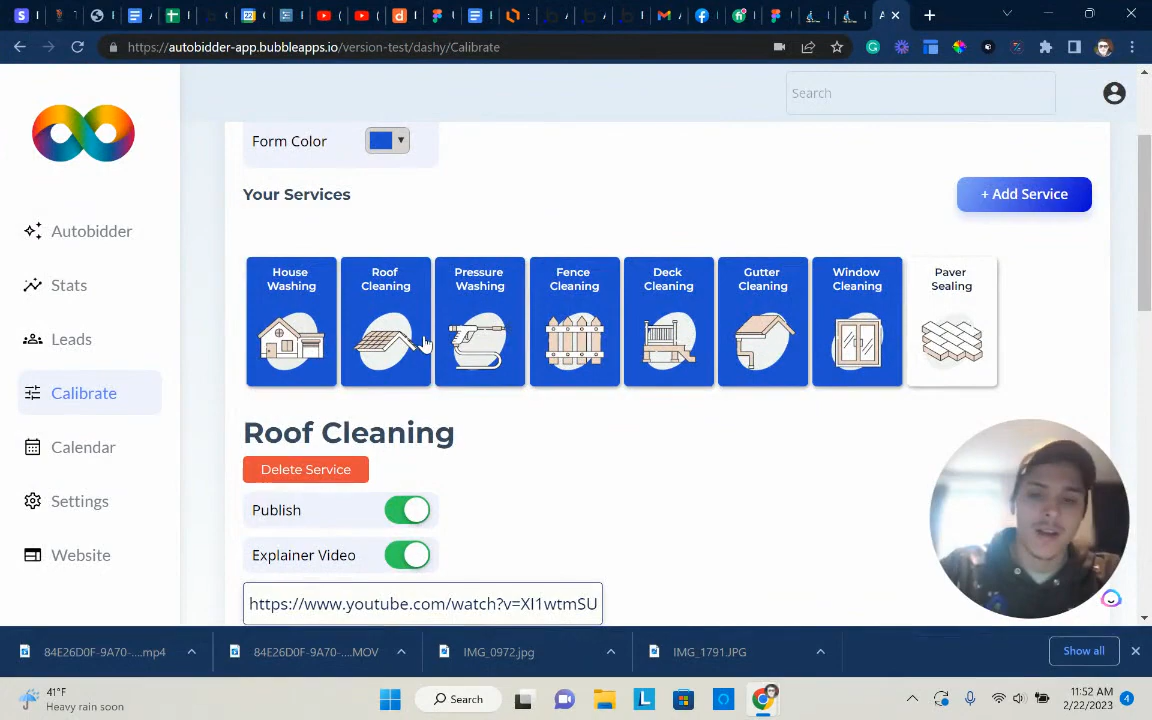 https://autobidder-app.bubbleapps.io/version-test/dashy/Calibrate
Search
Form Color
Your Services
+ Add Service
House Washing
Roof Cleaning
Pressure Washing
Fence Cleaning
Deck Cleaning
Gutter Cleaning
Window Cleaning
Paver Sealing
Autobidder
Stats
Leads
Calibrate
Calendar
Settings
Website
Roof Cleaning
Delete Service
Publish
Explainer Video
https://www.youtube.com/watch?v=XI1wtmSU
84E26D0F-9A70-....mp4
84E26D0F-9A70-....MOV
IMG_0972.jpg
IMG_1791.JPG
Show all
41°F
Heavy rain soon
Search
11:52 AM
2/22/2023
4